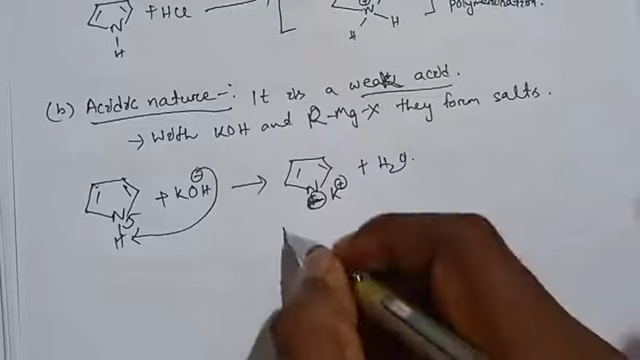 N H + HCl → [ N H H ] polymerisation.
(b) Acidic nature -: It is a weak acid.
→ With KOH and R-Mg-X they form salts.
N H + KOH → N K + H2O.